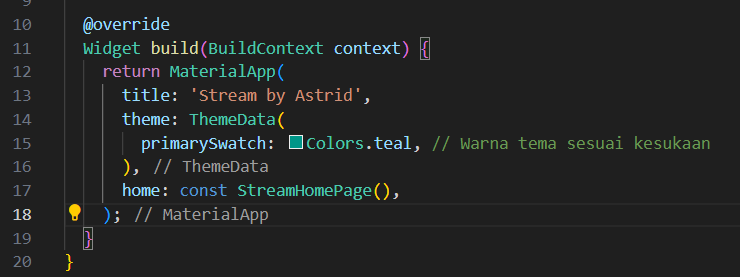 10 @override
11 Widget build(BuildContext context) {
12 return MaterialApp(
13 title: 'Stream by Astrid',
14 theme: ThemeData(
15 primarySwatch: Colors.teal, // Warna tema sesuai kesukaan
16 ), // ThemeData
17 home: const StreamHomePage(),
18 ); // MaterialApp
19 }
20 }